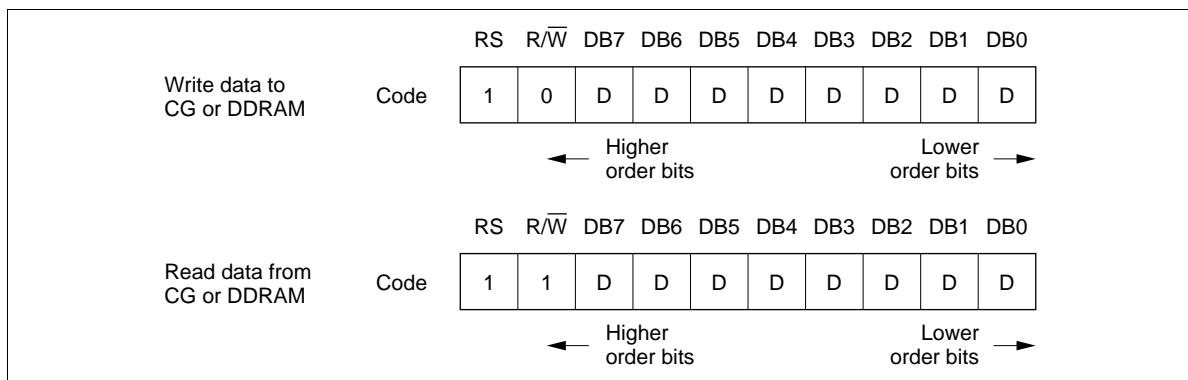 RS R/W̅ DB7 DB6 DB5 DB4 DB3 DB2 DB1 DB0
Write data to
CG or DDRAM
Code 1 0 D D D D D D D D
Higher
order bits
Lower
order bits
RS R/W̅ DB7 DB6 DB5 DB4 DB3 DB2 DB1 DB0
Read data from
CG or DDRAM
Code 1 1 D D D D D D D D
Higher
order bits
Lower
order bits